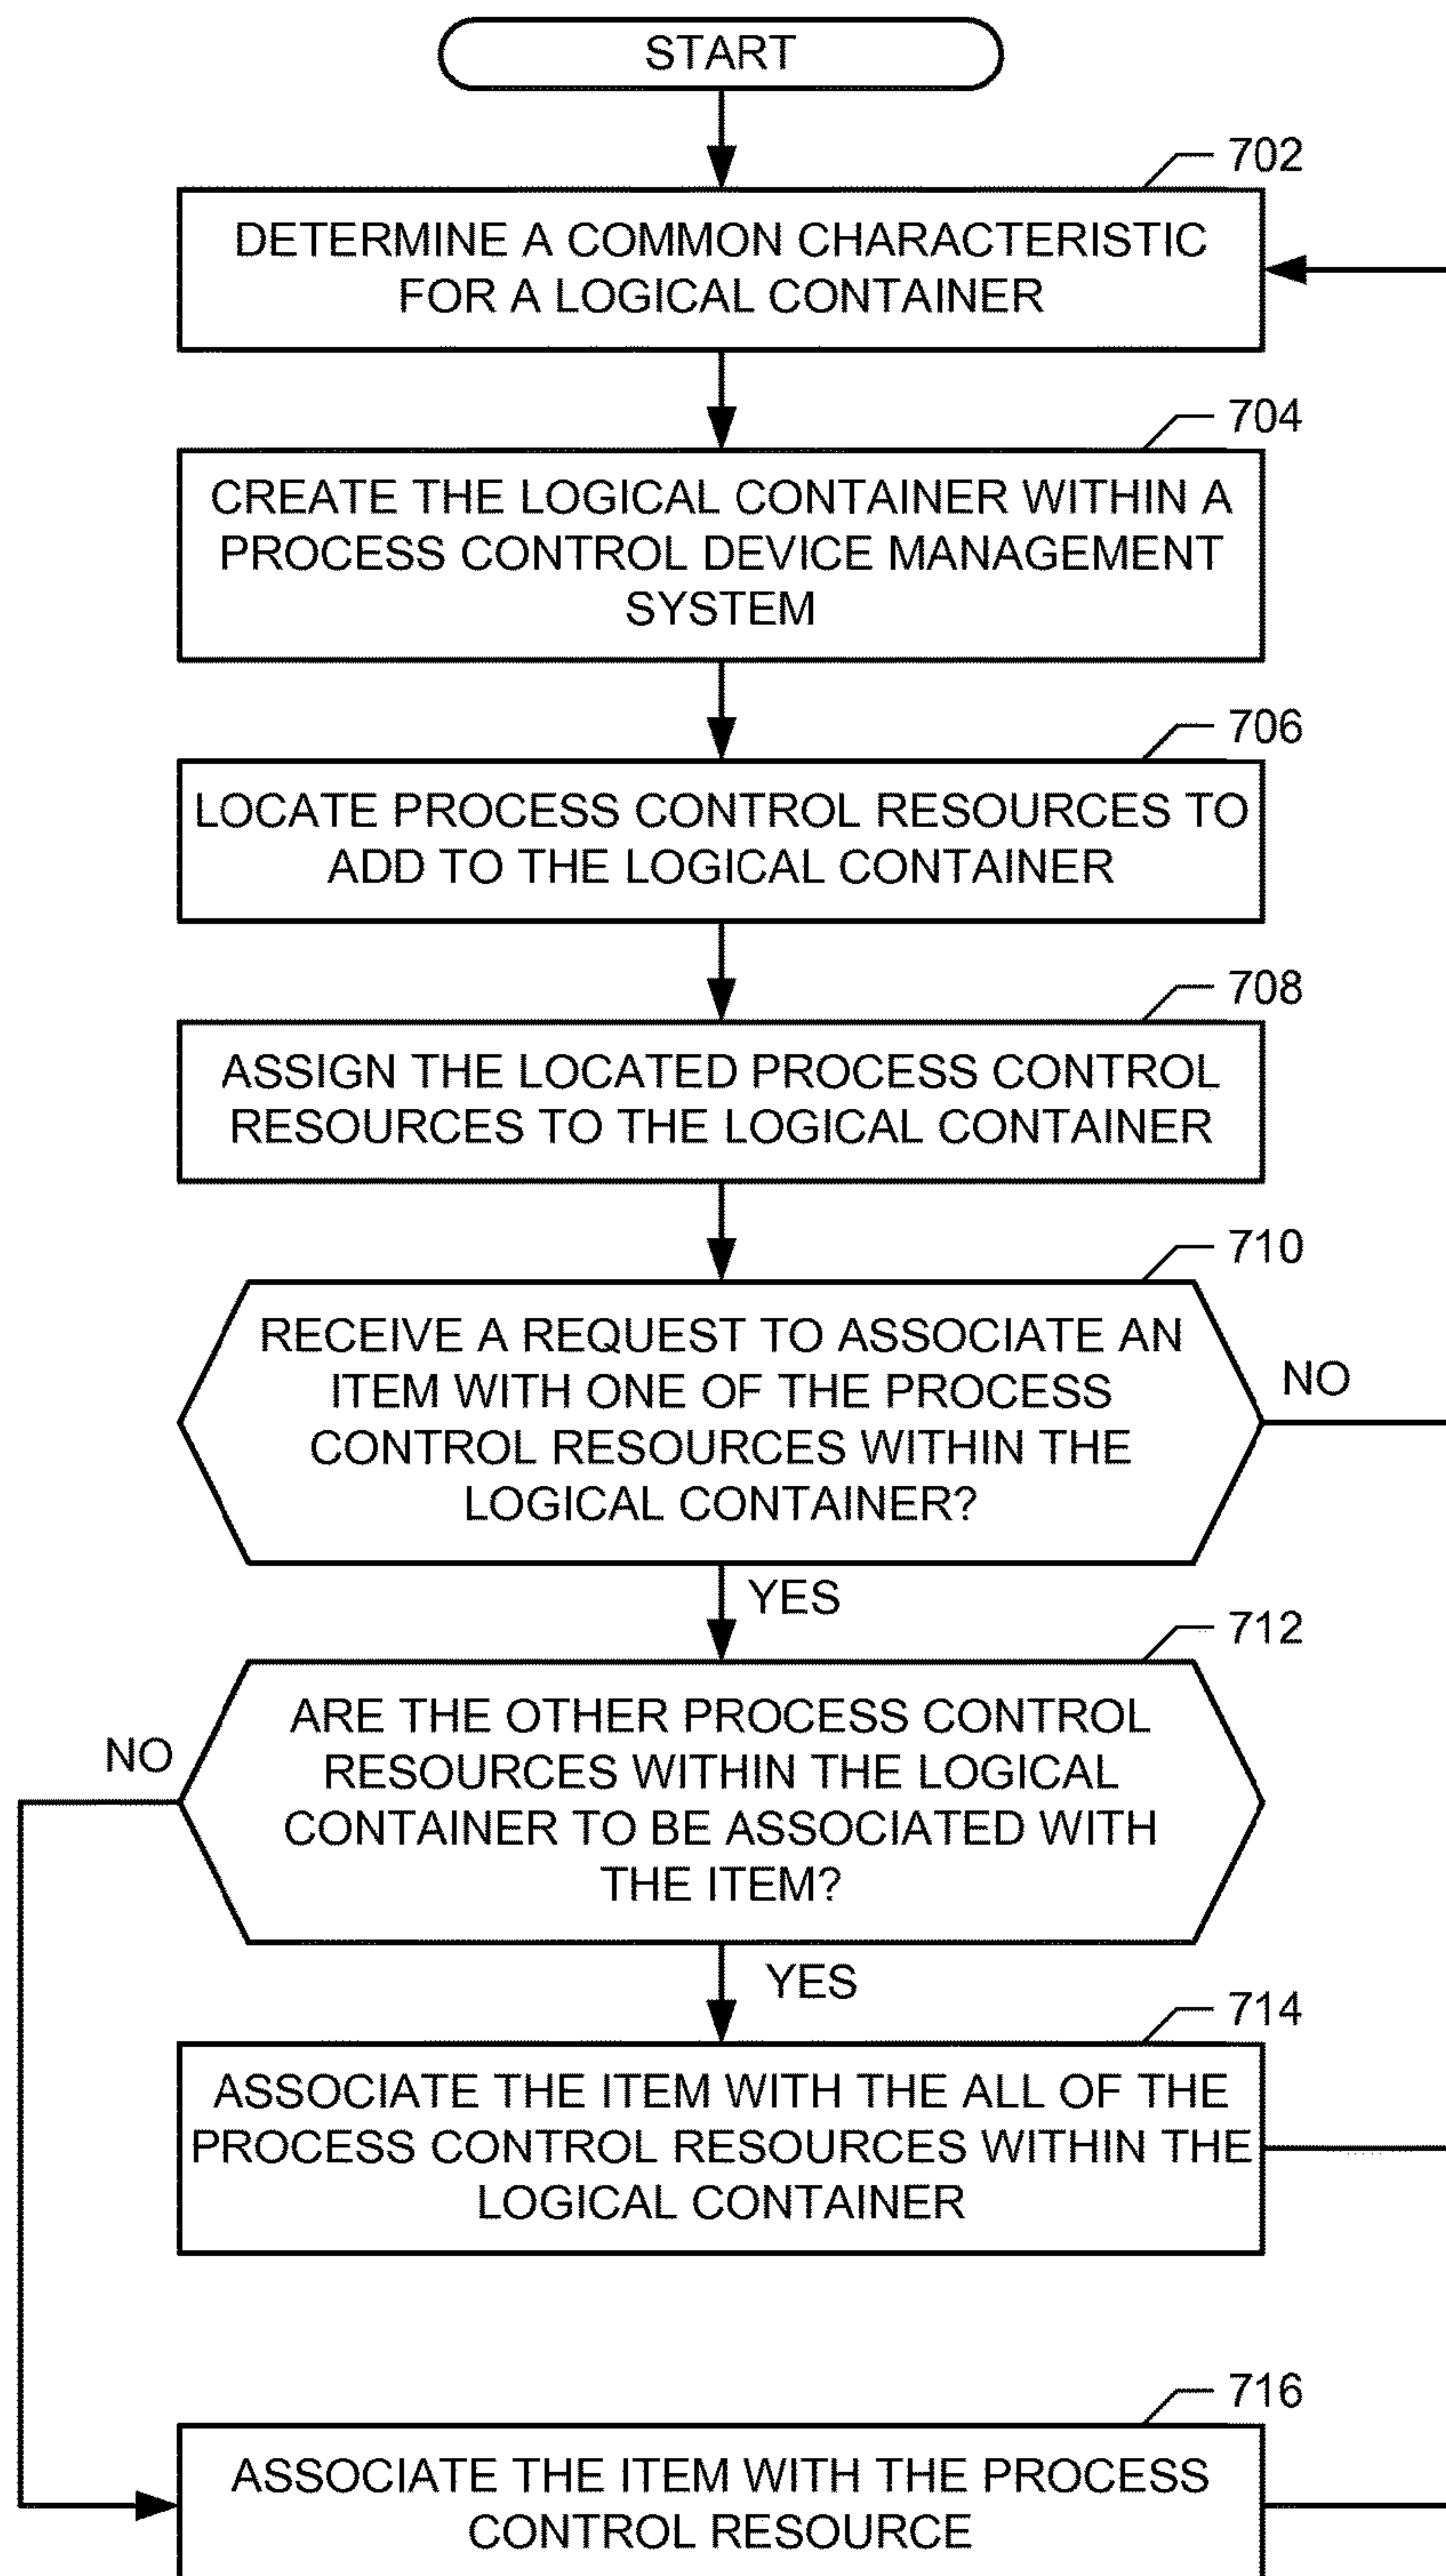 START
702
DETERMINE A COMMON CHARACTERISTIC
FOR A LOGICAL CONTAINER
704
CREATE THE LOGICAL CONTAINER WITHIN A
PROCESS CONTROL DEVICE MANAGEMENT
SYSTEM
706
LOCATE PROCESS CONTROL RESOURCES TO
ADD TO THE LOGICAL CONTAINER
708
ASSIGN THE LOCATED PROCESS CONTROL
RESOURCES TO THE LOGICAL CONTAINER
710
RECEIVE A REQUEST TO ASSOCIATE AN
ITEM WITH ONE OF THE PROCESS
CONTROL RESOURCES WITHIN THE
LOGICAL CONTAINER?
NO
YES
712
ARE THE OTHER PROCESS CONTROL
RESOURCES WITHIN THE LOGICAL
CONTAINER TO BE ASSOCIATED WITH
THE ITEM?
NO
YES
714
ASSOCIATE THE ITEM WITH THE ALL OF THE
PROCESS CONTROL RESOURCES WITHIN THE
LOGICAL CONTAINER
716
ASSOCIATE THE ITEM WITH THE PROCESS
CONTROL RESOURCE